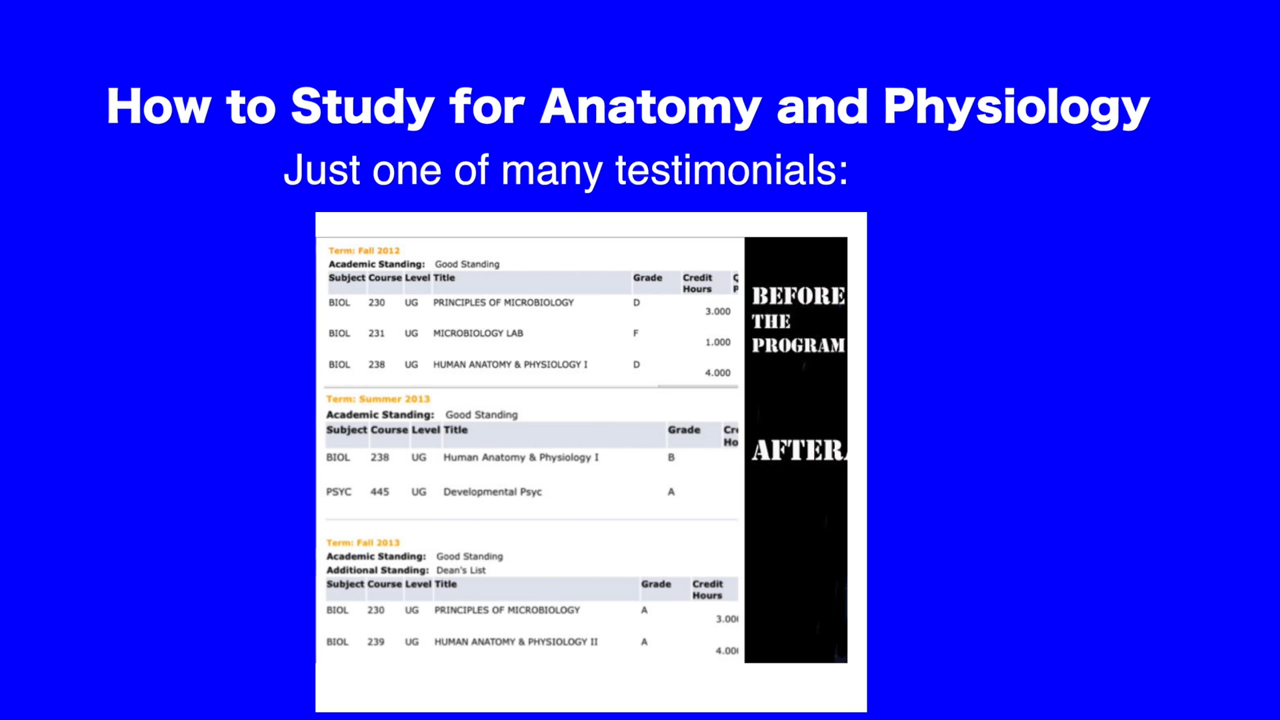 How to Study for Anatomy and Physiology
Just one of many testimonials:
Term: Fall 2012
Academic Standing: Good Standing
Subject Course Level Title Grade Credit Hours
BIOL 230 UG PRINCIPLES OF MICROBIOLOGY D 3.000
BIOL 231 UG MICROBIOLOGY LAB F 1.000
BIOL 238 UG HUMAN ANATOMY & PHYSIOLOGY I D 4.000
BEFORE
THE
PROGRAM
Term: Summer 2013
Academic Standing: Good Standing
Subject Course Level Title Grade
BIOL 238 UG Human Anatomy & Physiology I B
PSYC 445 UG Developmental Psyc A
AFTER
Term: Fall 2013
Academic Standing: Good Standing
Additional Standing: Dean's List
Subject Course Level Title Grade Credit Hours
BIOL 230 UG PRINCIPLES OF MICROBIOLOGY A 3.00
BIOL 239 UG HUMAN ANATOMY & PHYSIOLOGY II A 4.00